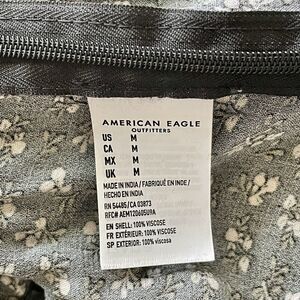 AMERICAN EAGLE
OUTFITTERS
US M
CA M
MX M
UK M
MADE IN INDIA / FABRIQUÉ EN INDE /
HECHO EN INDIA
RN 54485/CA 03873
RFC# AEM120605U9A
EN SHELL: 100% VISCOSE
FR EXTÉRIEUR: 100% VISCOSE
SP EXTERIOR: 100% viscosa